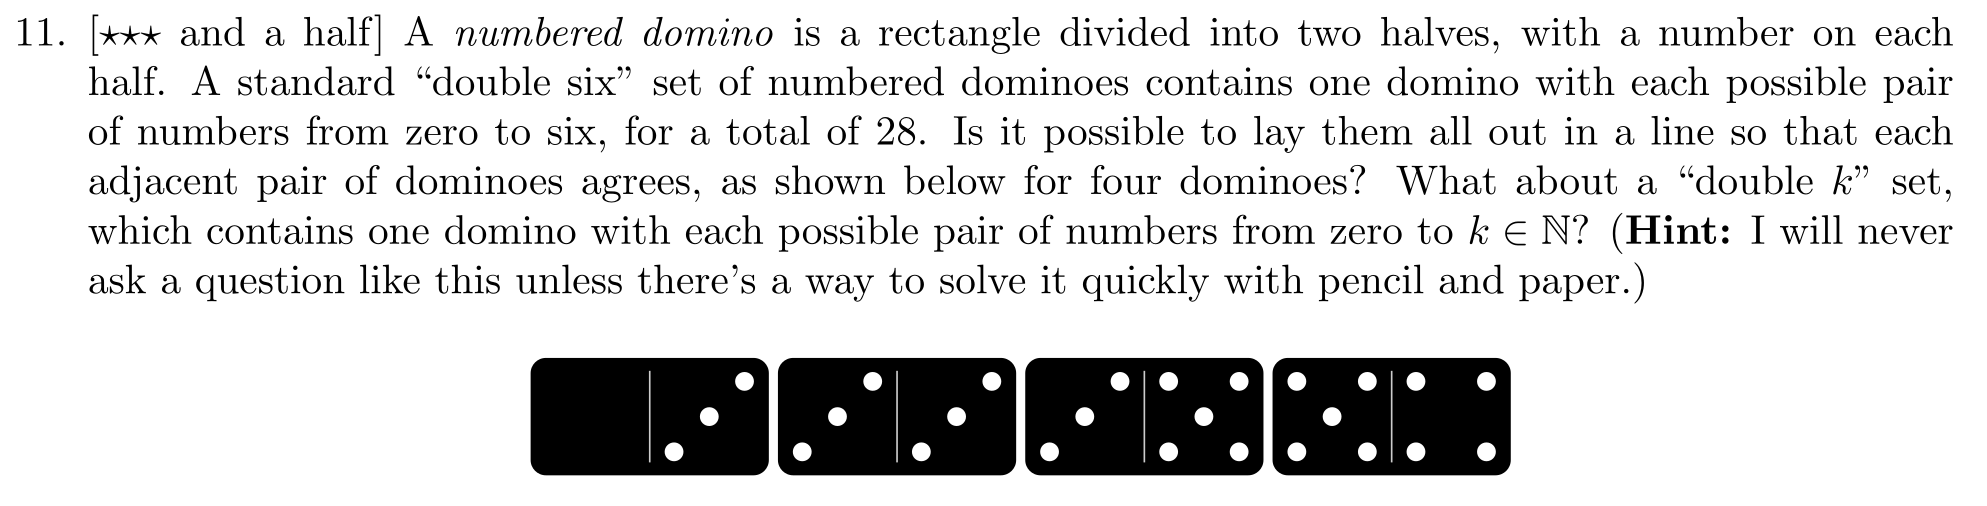 11. [⋆⋆⋆ and a half] A numbered domino is a rectangle divided into two halves, with a number on each
half. A standard “double six” set of numbered dominoes contains one domino with each possible pair
of numbers from zero to six, for a total of 28. Is it possible to lay them all out in a line so that each
adjacent pair of dominoes agrees, as shown below for four dominoes? What about a “double k” set,
which contains one domino with each possible pair of numbers from zero to k ∈ ℕ? (Hint: I will never
ask a question like this unless there’s a way to solve it quickly with pencil and paper.)